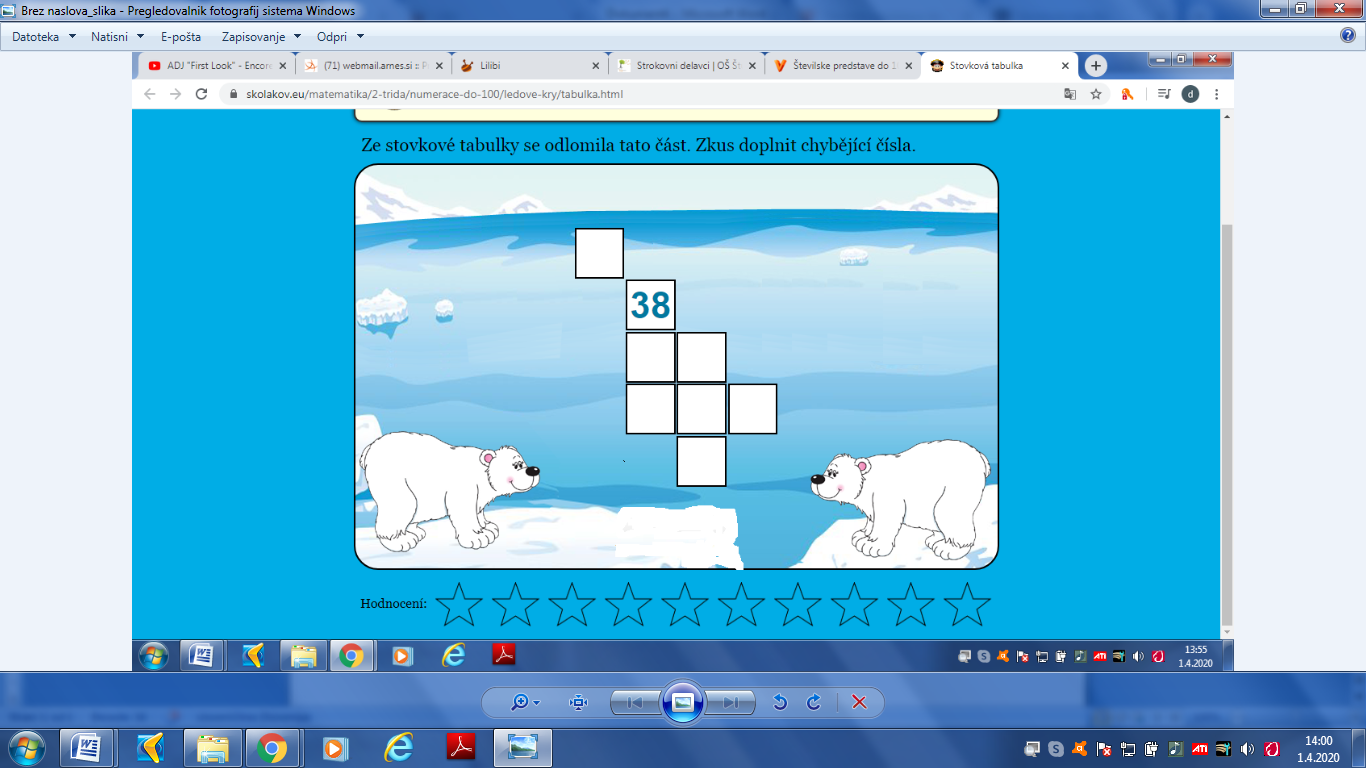 Brez naslova_slika - Pregledovalnik fotografij sistema Windows
Datoteka Natisni E-pošta Zapisovanje Odpri
ADJ "First Look" - Encore (71) webmail.arnes.si :: P Lilibi Strokovni delavci | OŠ Št Številske predstave do 1 Stovková tabulka
skolakov.eu/matematika/2-trida/numerace-do-100/ledove-kry/tabulka.html
d
Ze stovkové tabulky se odlomila tato část. Zkus doplnit chybějící čísla.
38
Hodnocení:
ATI
13:55
1.4.2020
ATI
14:00
1.4.2020